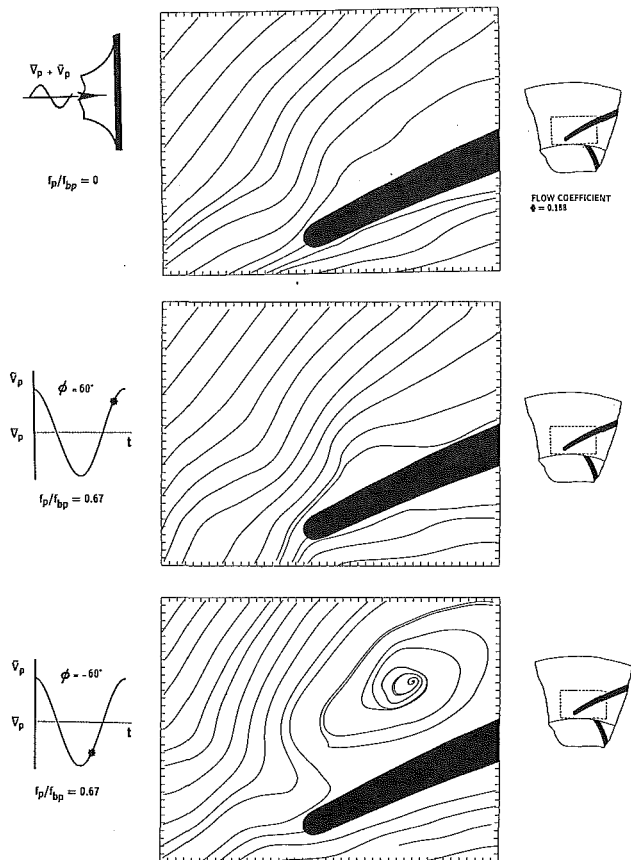 V̄p + Ṽp
fp/fbp = 0
FLOW COEFFICIENT
Φ = 0.188
Ṽp
ϕ = 60°
V̄p
t
fp/fbp = 0.67
Ṽp
ϕ = -60°
V̄p
t
fp/fbp = 0.67